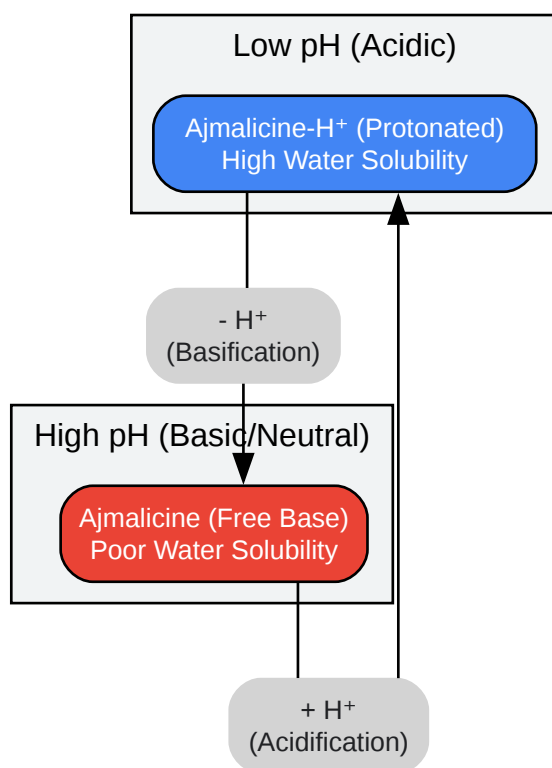 Low pH (Acidic)
Ajmalicine-H⁺ (Protonated)
High Water Solubility
- H⁺
(Basification)
High pH (Basic/Neutral)
Ajmalicine (Free Base)
Poor Water Solubility
+ H⁺
(Acidification)